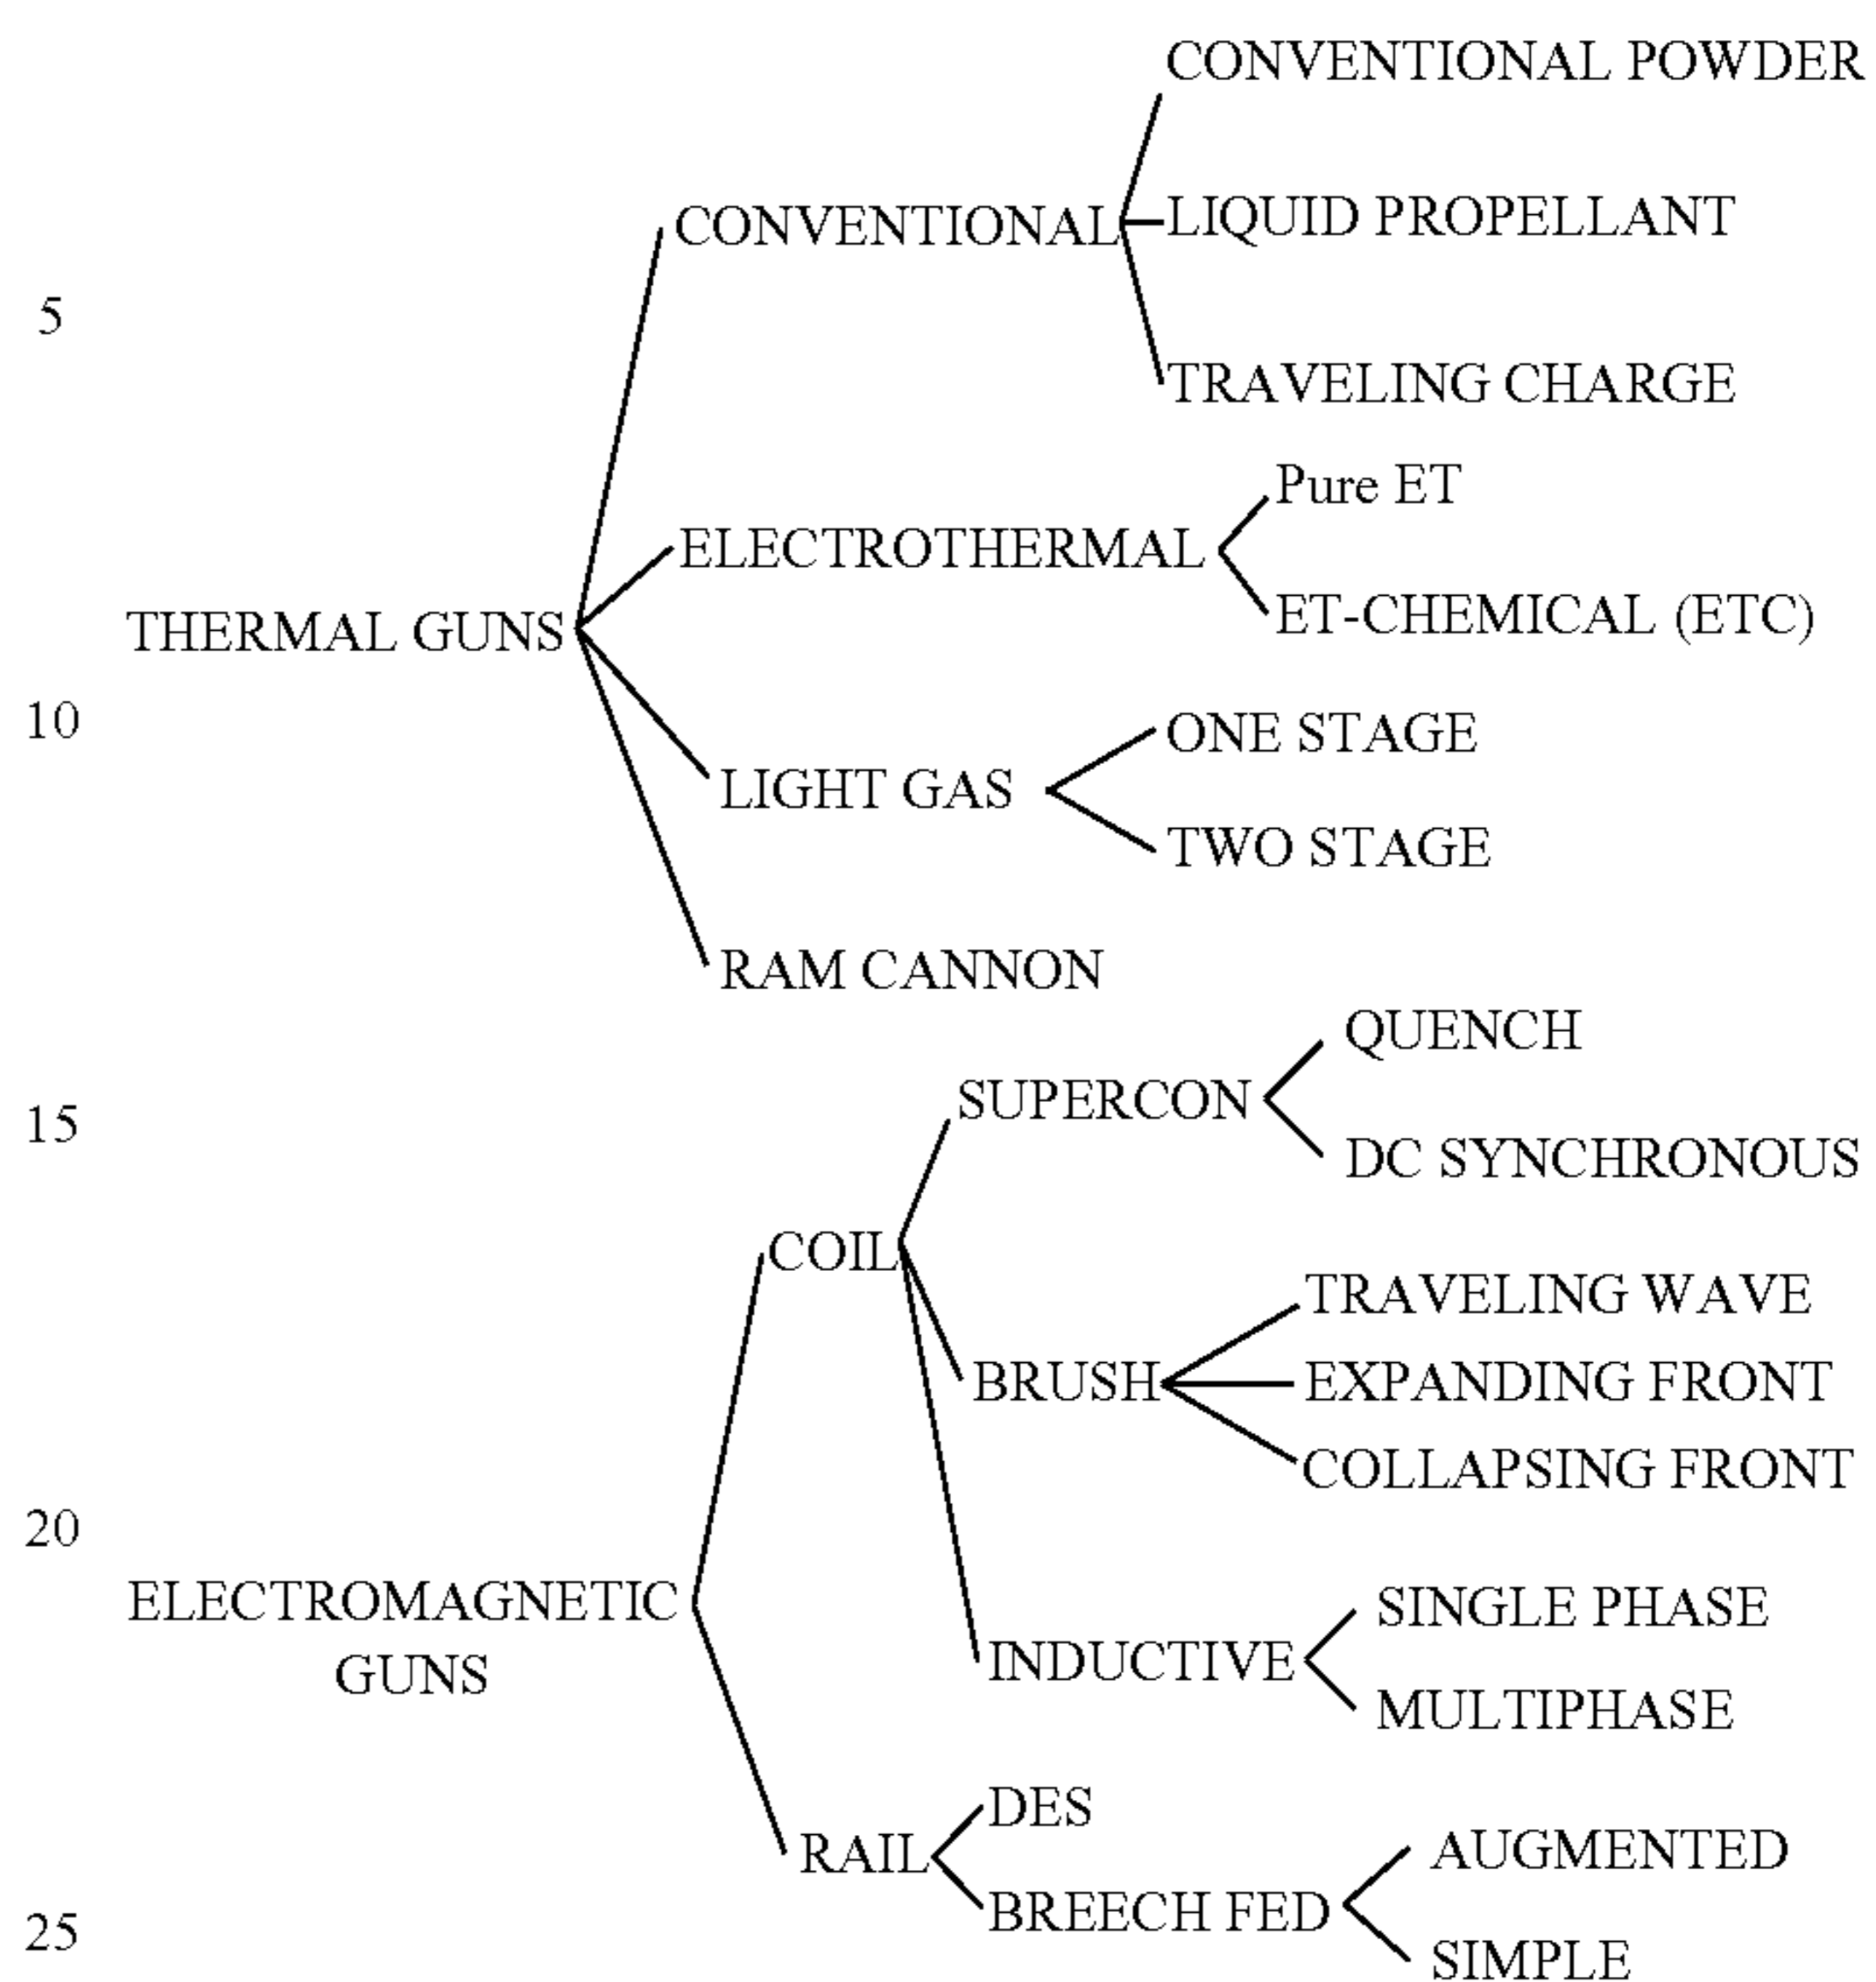 CONVENTIONAL POWDER
CONVENTIONAL
LIQUID PROPELLANT
5
TRAVELING CHARGE
Pure ET
ELECTROTHERMAL
ET-CHEMICAL (ETC)
THERMAL GUNS
10
ONE STAGE
LIGHT GAS
TWO STAGE
RAM CANNON
QUENCH
SUPERCON
15
DC SYNCHRONOUS
COIL
TRAVELING WAVE
BRUSH
EXPANDING FRONT
COLLAPSING FRONT
20
ELECTROMAGNETIC
GUNS
SINGLE PHASE
INDUCTIVE
MULTIPHASE
DES
RAIL
AUGMENTED
BREECH FED
25
SIMPLE